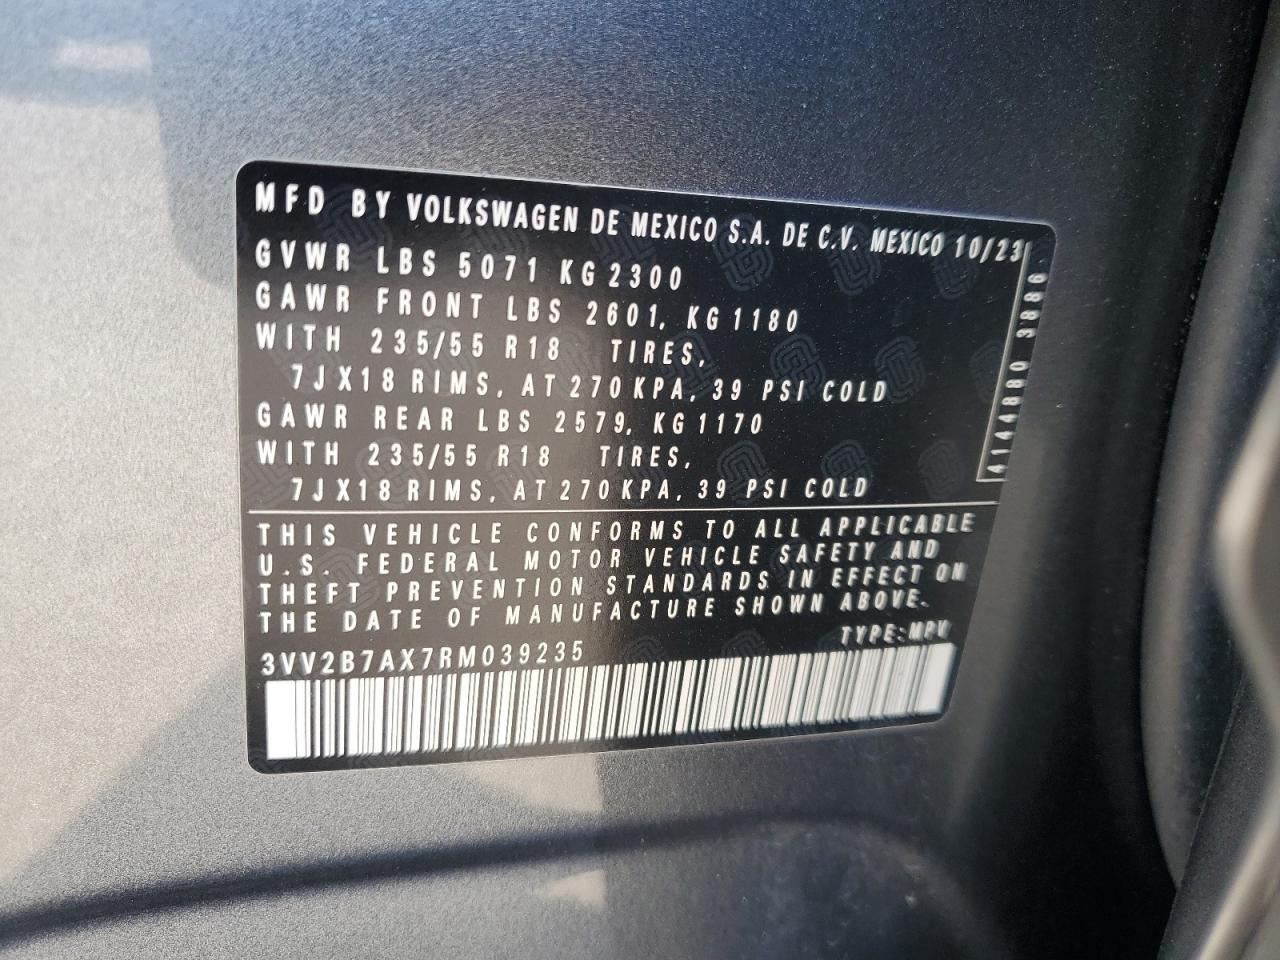 MFD BY VOLKSWAGEN DE MEXICO S.A. DE C.V. MEXICO 10/23
GVWR LBS 5071 KG 2300
GAWR FRONT LBS 2601, KG 1180
WITH 235/55 R18 TIRES,
7JX18 RIMS, AT 270 KPA, 39 PSI COLD
GAWR REAR LBS 2579, KG 1170
WITH 235/55 R18 TIRES,
7JX18 RIMS, AT 270 KPA, 39 PSI COLD
4144880 3886
THIS VEHICLE CONFORMS TO ALL APPLICABLE
U.S. FEDERAL MOTOR VEHICLE SAFETY AND
THEFT PREVENTION STANDARDS IN EFFECT ON
THE DATE OF MANUFACTURE SHOWN ABOVE.
TYPE: MPV
3VV2B7AX7RM039235